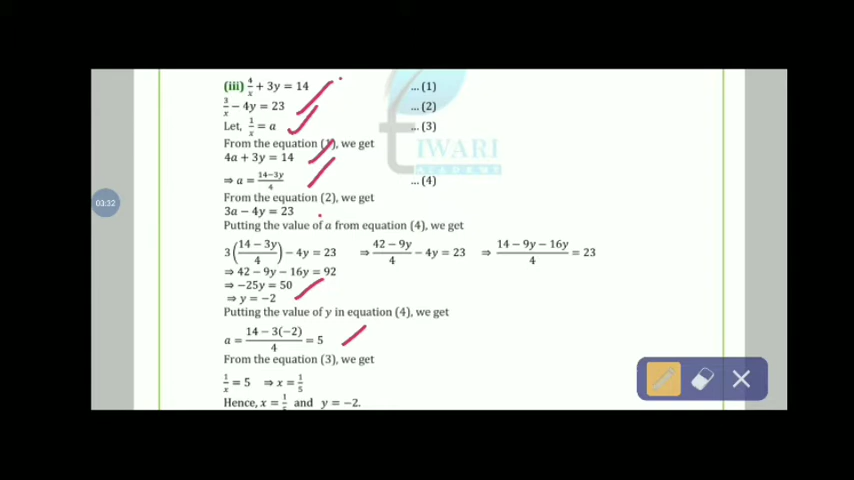 (iii) 4/x + 3y = 14 ... (1)
3/x − 4y = 23 ... (2)
Let, 1/x = a ... (3)
From the equation (1), we get
4a + 3y = 14
⇒ a = (14−3y)/4 ... (4)
From the equation (2), we get
3a − 4y = 23
Putting the value of a from equation (4), we get
3((14 − 3y)/4) − 4y = 23 ⇒ (42 − 9y)/4 − 4y = 23 ⇒ (14 − 9y − 16y)/4 = 23
⇒ 42 − 9y − 16y = 92
⇒ −25y = 50
⇒ y = −2
Putting the value of y in equation (4), we get
a = (14 − 3(−2))/4 = 5
From the equation (3), we get
1/x = 5 ⇒ x = 1/5
Hence, x = 1/5 and y = −2.
IWARI
ACADEMY
03:32